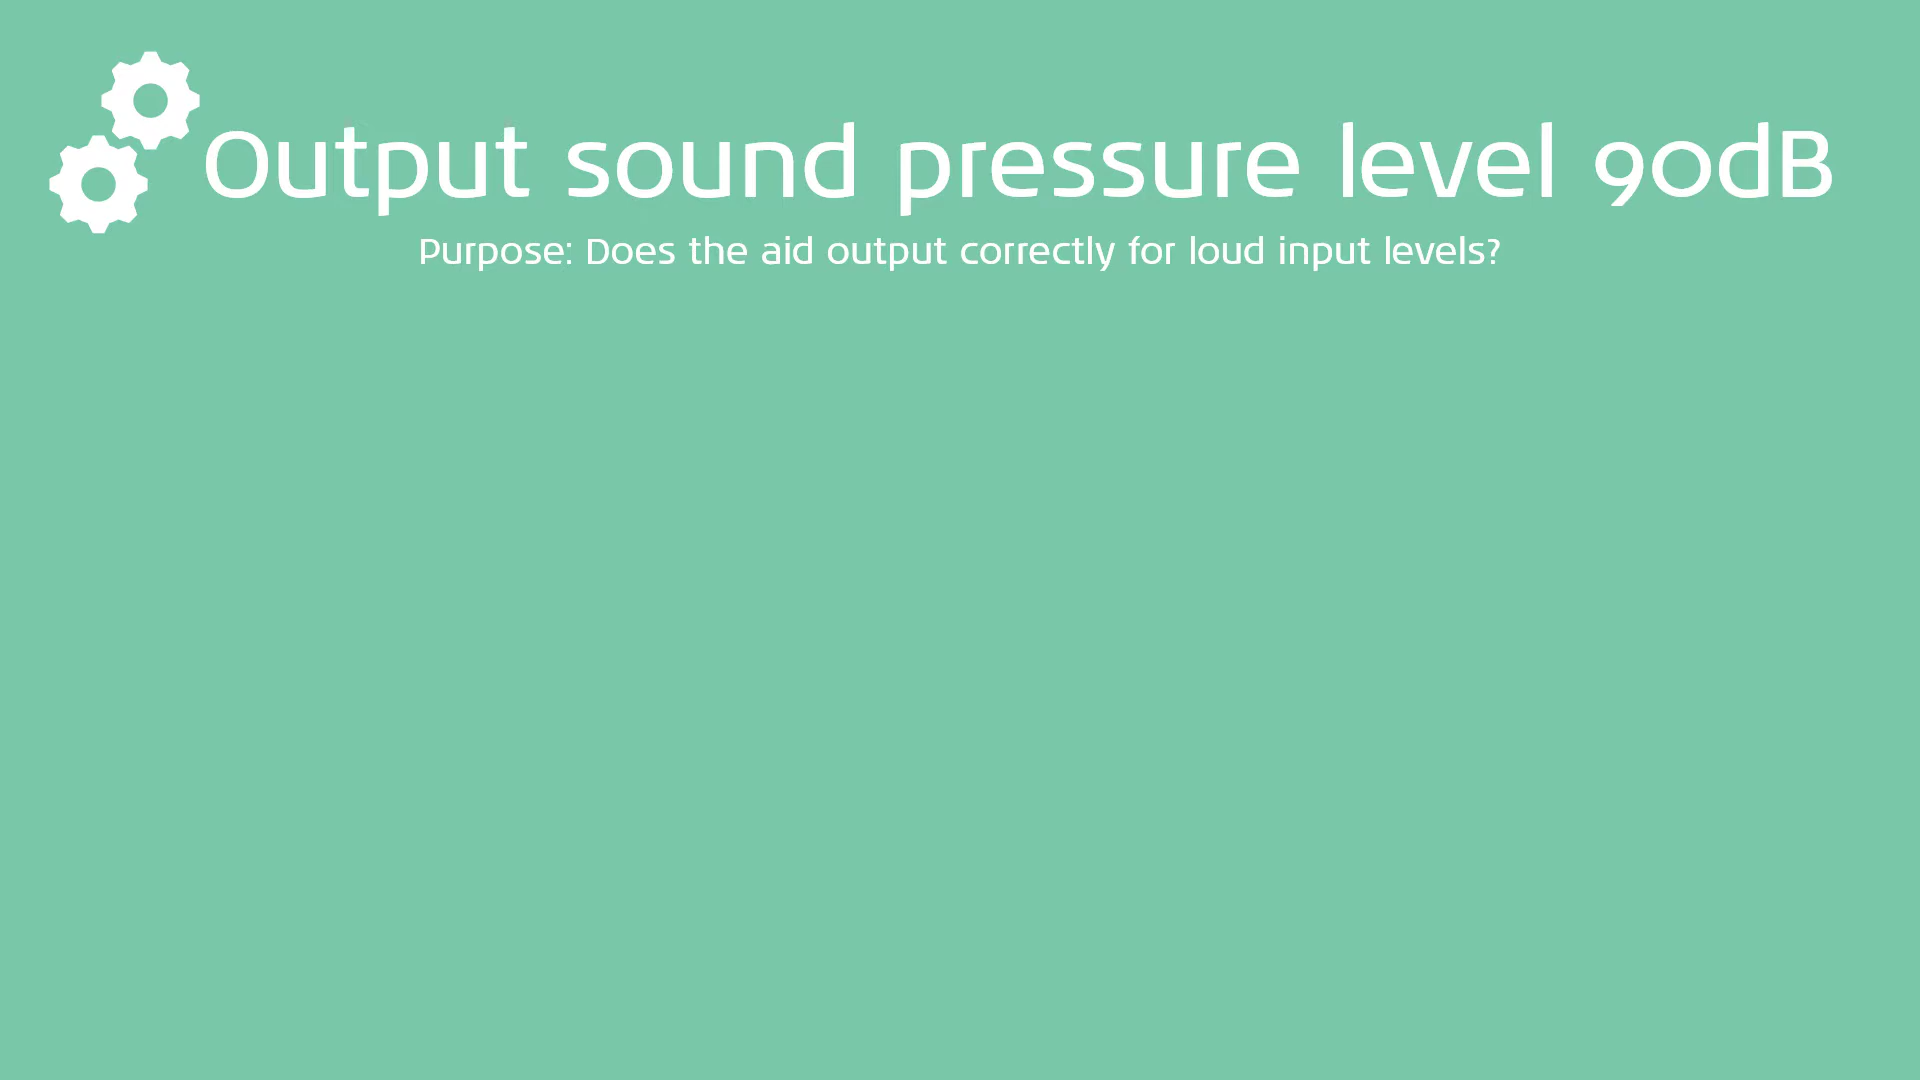 Output sound pressure level 90dB
Purpose: Does the aid output correctly for loud input levels?